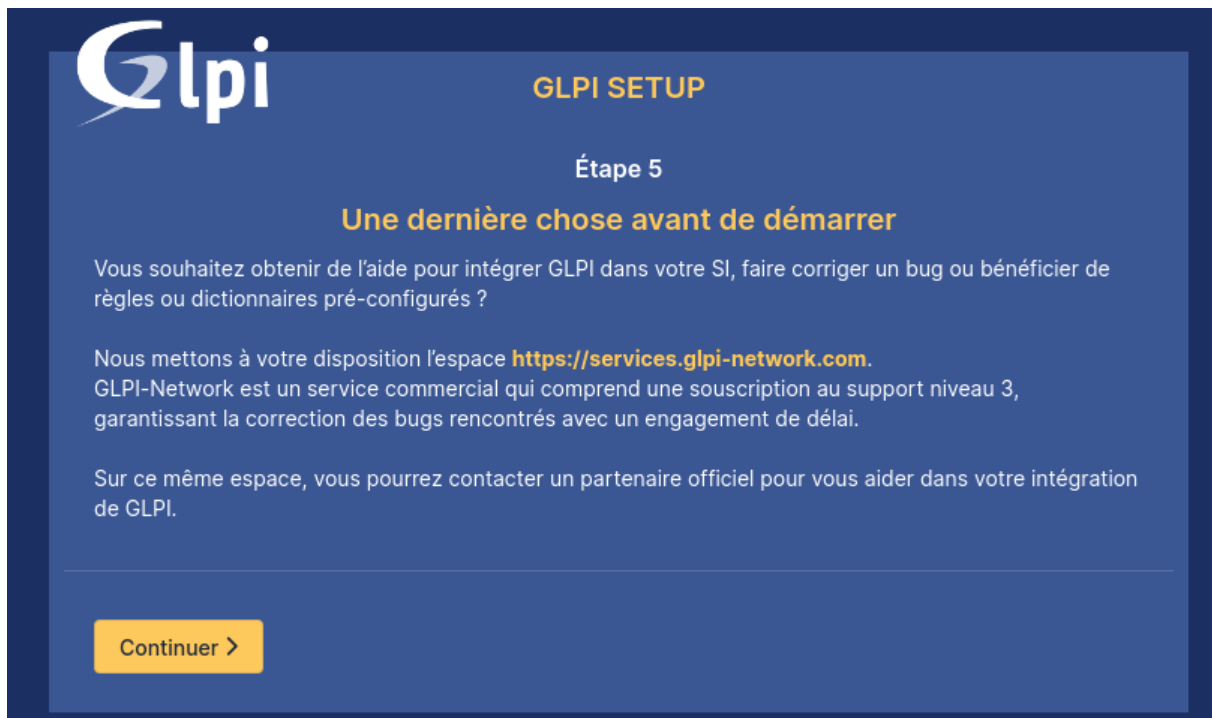 Glpi
GLPI SETUP
Étape 5
Une dernière chose avant de démarrer
Vous souhaitez obtenir de l’aide pour intégrer GLPI dans votre SI, faire corriger un bug ou bénéficier de
règles ou dictionnaires pré-configurés ?
Nous mettons à votre disposition l’espace https://services.glpi-network.com.
GLPI-Network est un service commercial qui comprend une souscription au support niveau 3,
garantissant la correction des bugs rencontrés avec un engagement de délai.
Sur ce même espace, vous pourrez contacter un partenaire officiel pour vous aider dans votre intégration
de GLPI.
Continuer